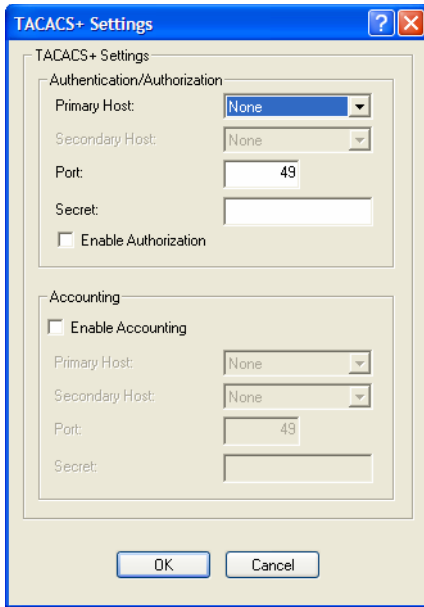 TACACS+ Settings
TACACS+ Settings
Authentication/Authorization
Primary Host: None
Secondary Host: None
Port: 49
Secret:
Enable Authorization
Accounting
Enable Accounting
Primary Host: None
Secondary Host: None
Port: 49
Secret:
OK Cancel